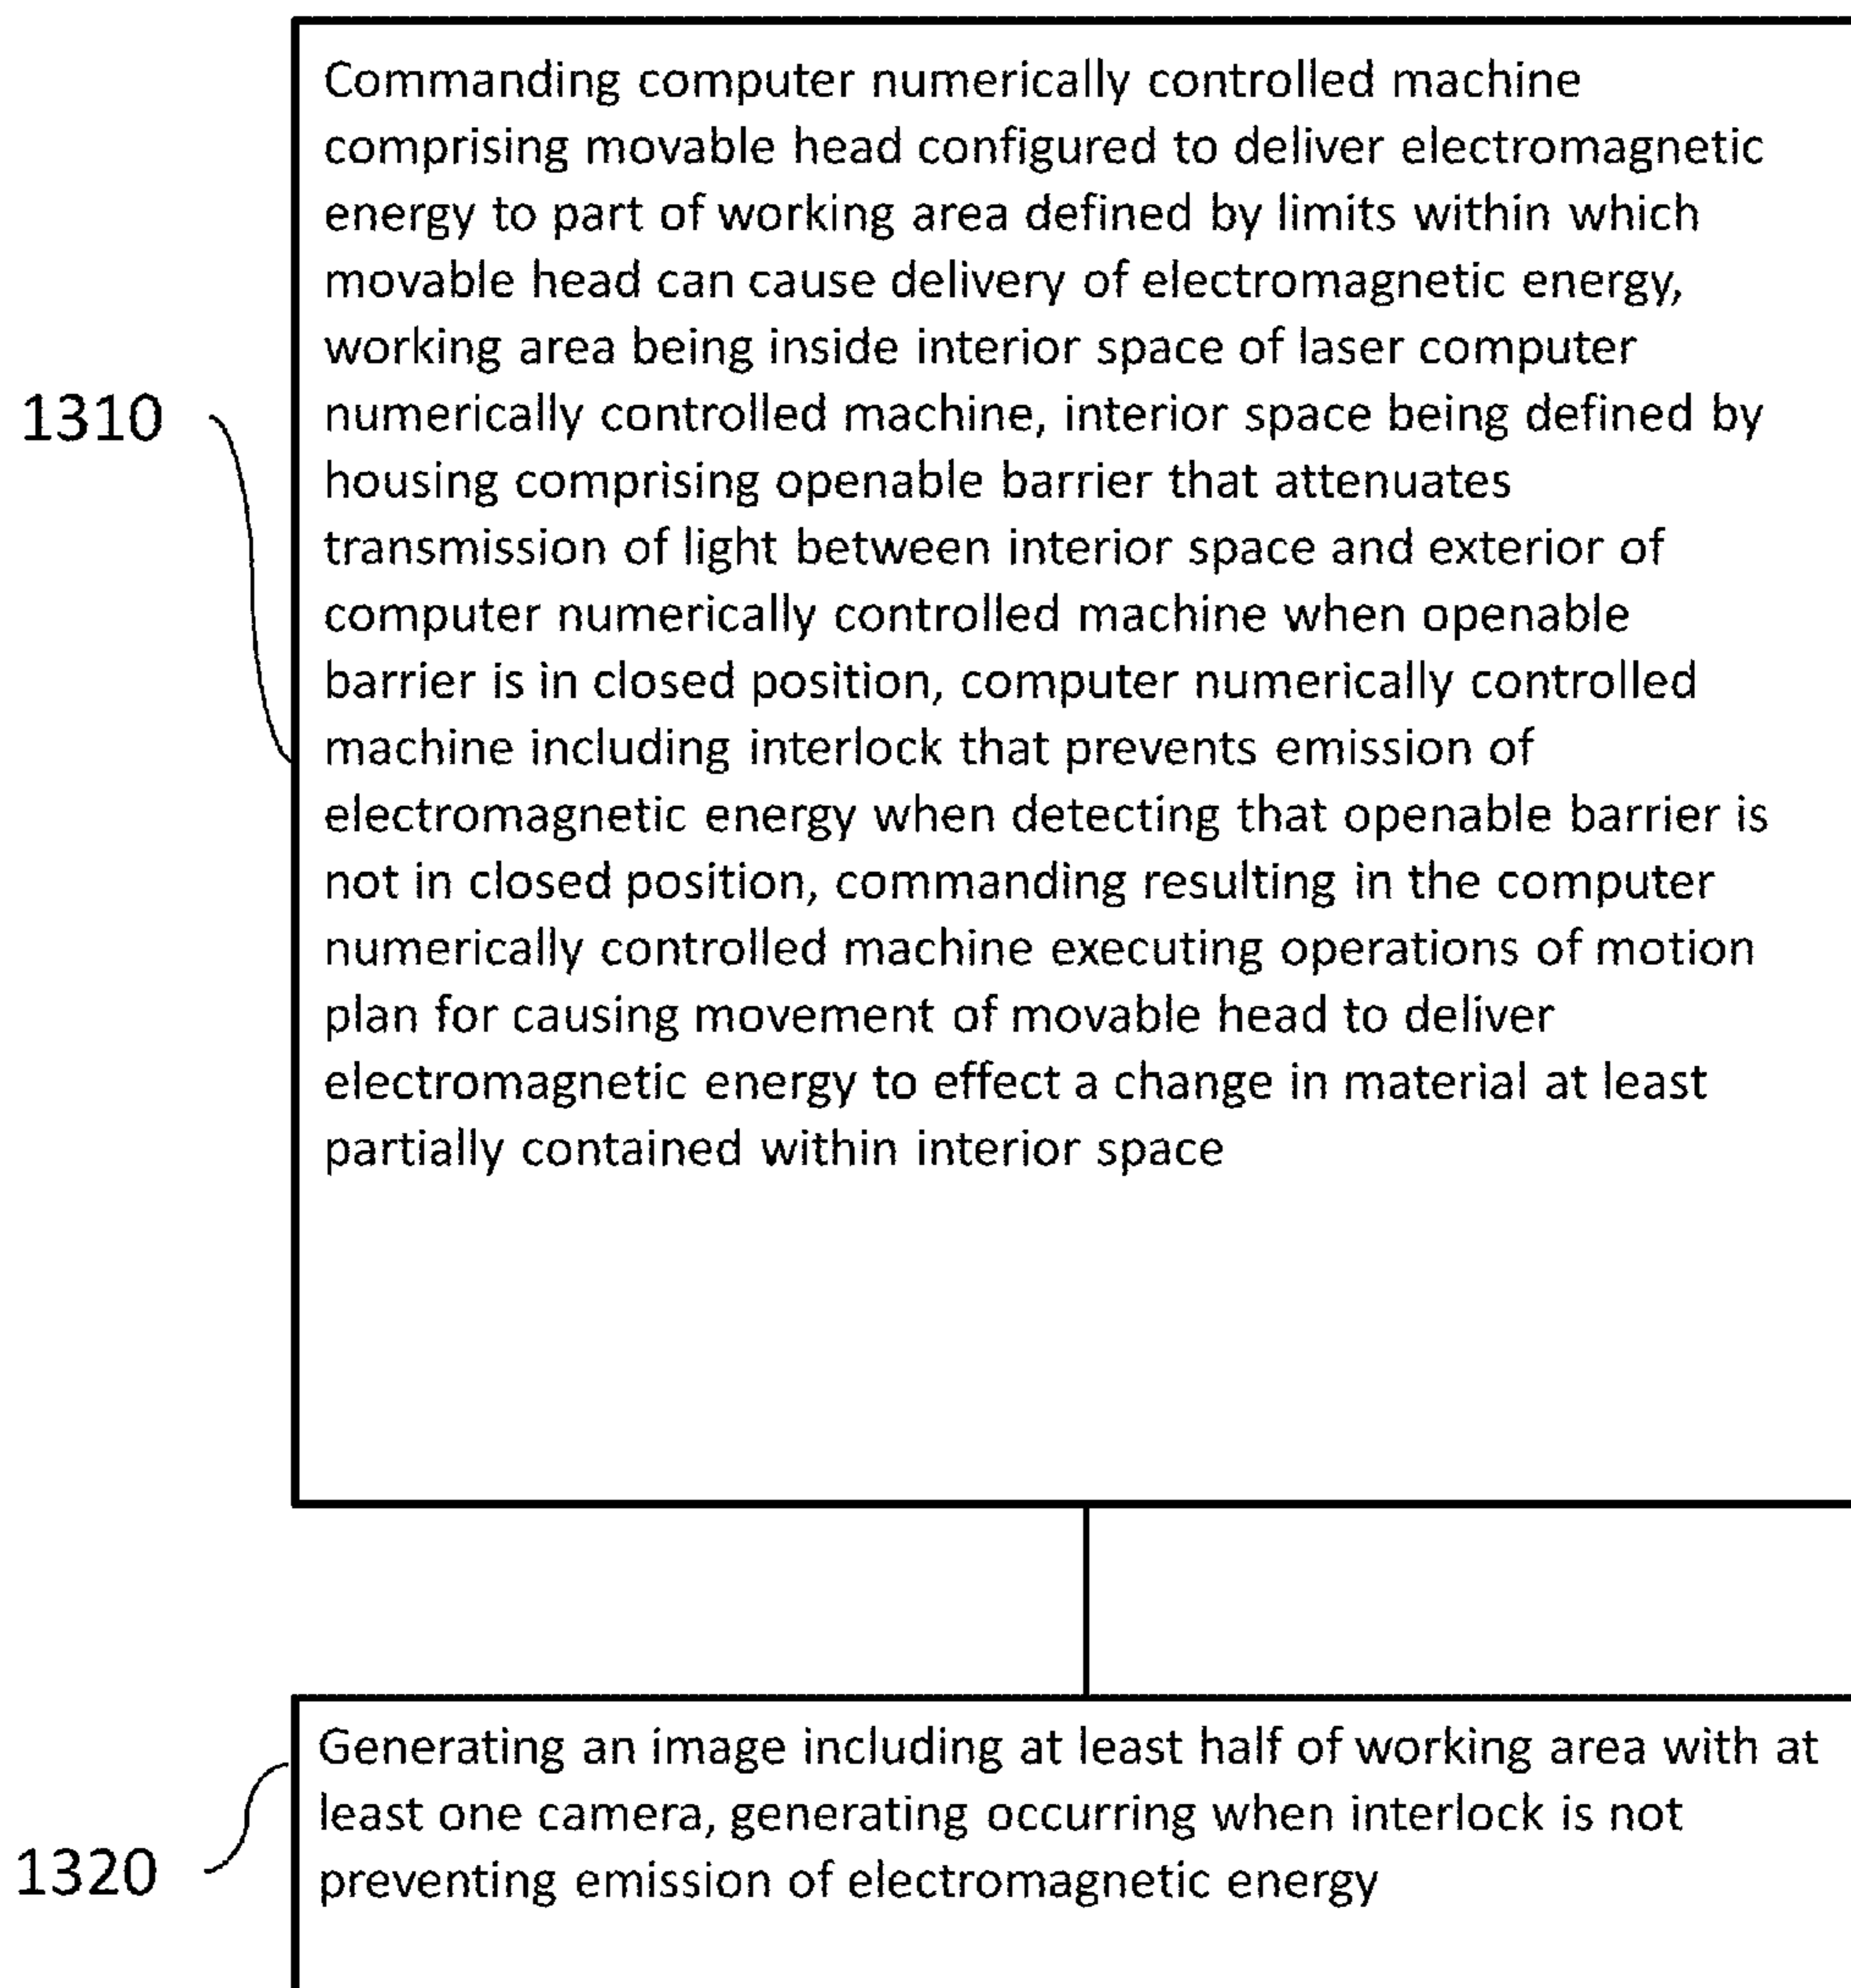 Commanding computer numerically controlled machine
comprising movable head configured to deliver electromagnetic
energy to part of working area defined by limits within which
movable head can cause delivery of electromagnetic energy,
working area being inside interior space of laser computer
1310
numerically controlled machine, interior space being defined by
housing comprising openable barrier that attenuates
transmission of light between interior space and exterior of
computer numerically controlled machine when openable
barrier is in closed position, computer numerically controlled
machine including interlock that prevents emission of
electromagnetic energy when detecting that openable barrier is
not in closed position, commanding resulting in the computer
numerically controlled machine executing operations of motion
plan for causing movement of movable head to deliver
electromagnetic energy to effect a change in material at least
partially contained within interior space
Generating an image including at least half of working area with at
least one camera, generating occurring when interlock is not
1320
preventing emission of electromagnetic energy